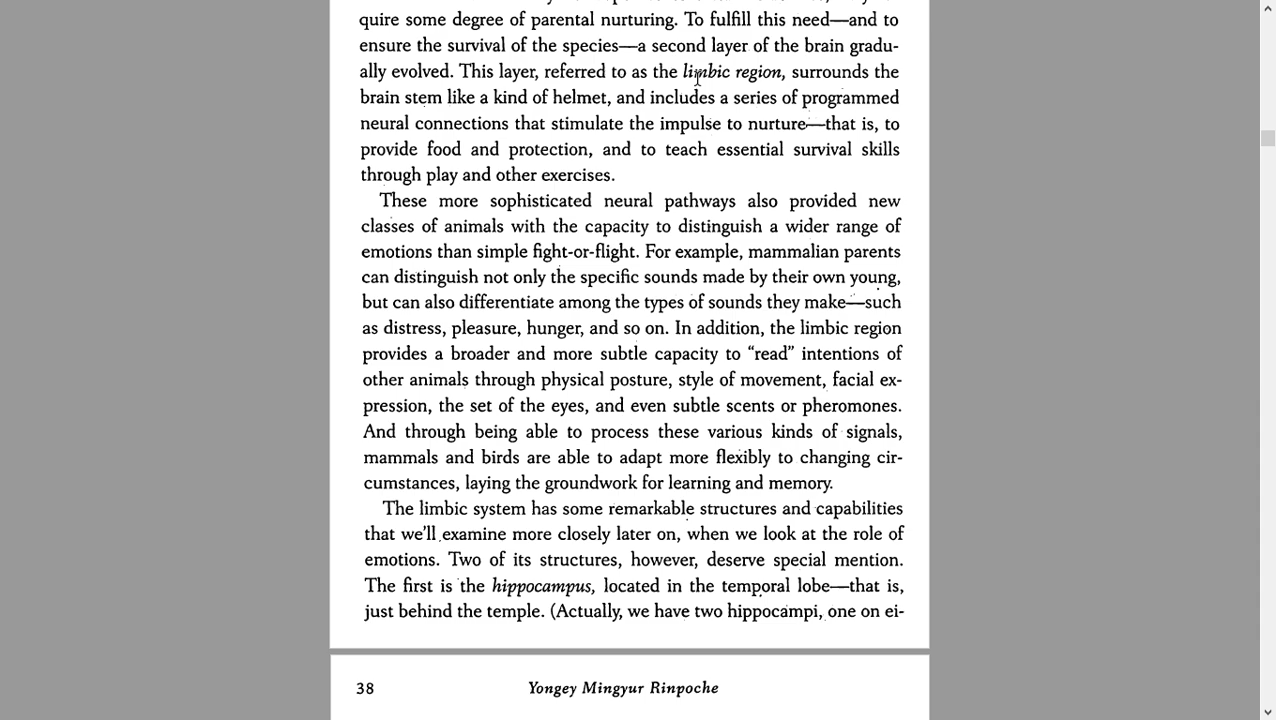 quire some degree of parental nurturing. To fulfill this need—and to
ensure the survival of the species—a second layer of the brain gradu-
ally evolved. This layer, referred to as the limbic region, surrounds the
brain stem like a kind of helmet, and includes a series of programmed
neural connections that stimulate the impulse to nurture—that is, to
provide food and protection, and to teach essential survival skills
through play and other exercises.
These more sophisticated neural pathways also provided new
classes of animals with the capacity to distinguish a wider range of
emotions than simple fight-or-flight. For example, mammalian parents
can distinguish not only the specific sounds made by their own young,
but can also differentiate among the types of sounds they make—such
as distress, pleasure, hunger, and so on. In addition, the limbic region
provides a broader and more subtle capacity to “read” intentions of
other animals through physical posture, style of movement, facial ex-
pression, the set of the eyes, and even subtle scents or pheromones.
And through being able to process these various kinds of signals,
mammals and birds are able to adapt more flexibly to changing cir-
cumstances, laying the groundwork for learning and memory.
The limbic system has some remarkable structures and capabilities
that we’ll examine more closely later on, when we look at the role of
emotions. Two of its structures, however, deserve special mention.
The first is the hippocampus, located in the temporal lobe—that is,
just behind the temple. (Actually, we have two hippocampi, one on ei-
38 Yongey Mingyur Rinpoche